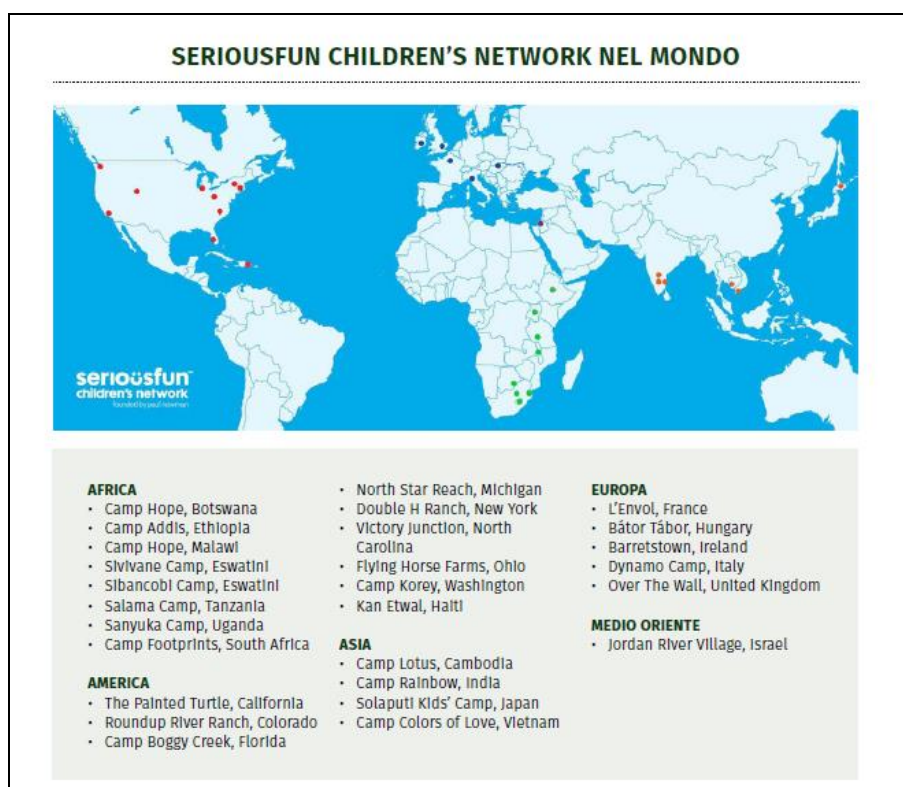 SERIOUSFUN CHILDREN'S NETWORK NEL MONDO
serioüsfun™
children's network
founded by paul newman
AFRICA
• Camp Hope, Botswana
• Camp Addis, Ethiopia
• Camp Hope, Malawi
• Sivivane Camp, Eswatini
• Sibancobi Camp, Eswatini
• Salama Camp, Tanzania
• Sanyuka Camp, Uganda
• Camp Footprints, South Africa
AMERICA
• The Painted Turtle, California
• Roundup River Ranch, Colorado
• Camp Boggy Creek, Florida
• North Star Reach, Michigan
• Double H Ranch, New York
• Victory Junction, North
Carolina
• Flying Horse Farms, Ohio
• Camp Korey, Washington
• Kan Etwal, Haiti
ASIA
• Camp Lotus, Cambodia
• Camp Rainbow, India
• Solaputi Kids' Camp, Japan
• Camp Colors of Love, Vietnam
EUROPA
• L'Envol, France
• Bátor Tábor, Hungary
• Barretstown, Ireland
• Dynamo Camp, Italy
• Over The Wall, United Kingdom
MEDIO ORIENTE
• Jordan River Village, Israel